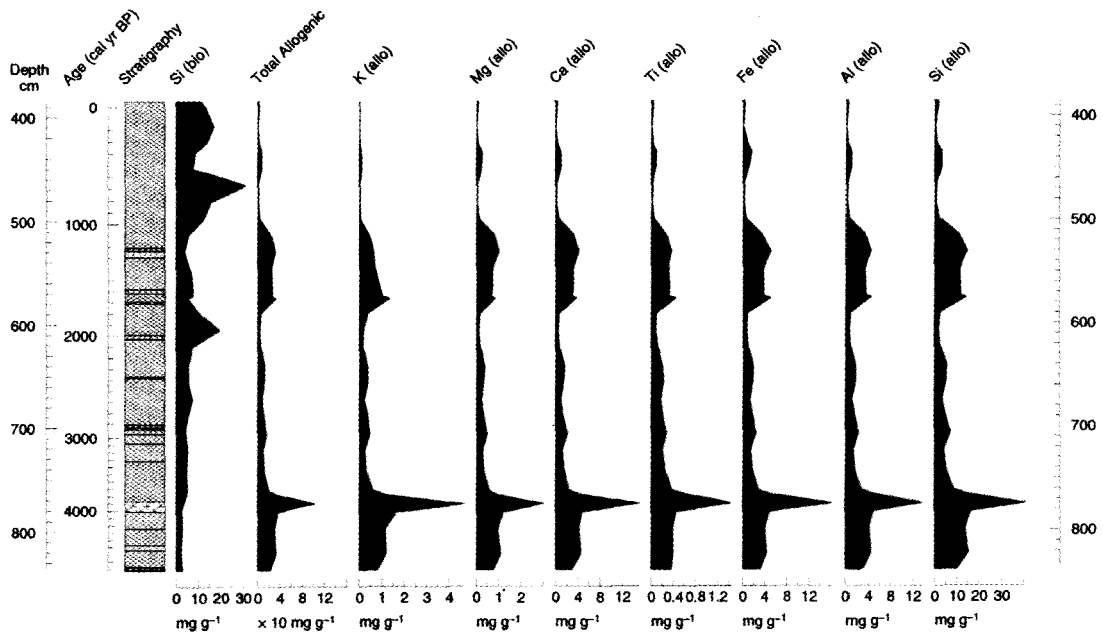 Depth cm Age (cal yr BP) Stratigraphy Si (bio) Total Allogenic K (allo) Mg (allo) Ca (allo) Ti (allo) Fe (allo) Al (allo) Si (allo)
0
400 400
500 1000 500
600 2000 600
700 3000 700
4000
800 800
0 10 20 30 0 4 8 12 0 1 2 3 4 0 1 2 0 4 8 12 0 0.4 0.8 1.2 0 4 8 12 0 4 8 12 0 10 20 30
mg g⁻¹ × 10 mg g⁻¹ mg g⁻¹ mg g⁻¹ mg g⁻¹ mg g⁻¹ mg g⁻¹ mg g⁻¹ mg g⁻¹